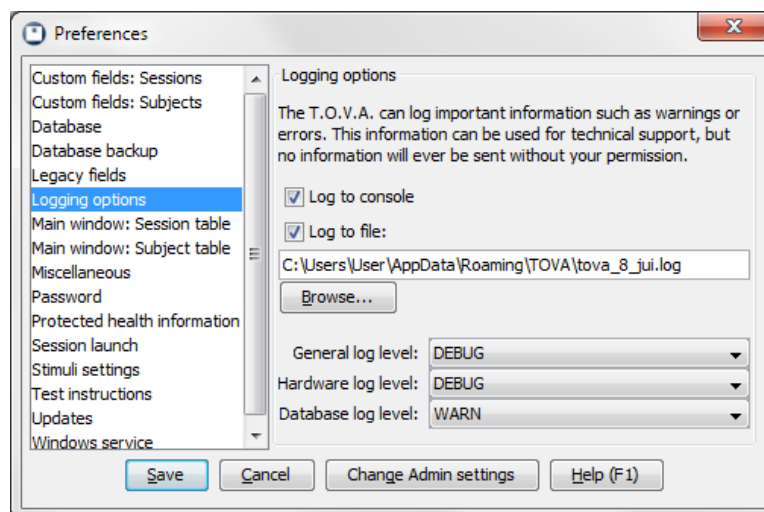 Preferences
Custom fields: Sessions
Custom fields: Subjects
Database
Database backup
Legacy fields
Logging options
Main window: Session table
Main window: Subject table
Miscellaneous
Password
Protected health information
Session launch
Stimuli settings
Test instructions
Updates
Windows service
Logging options
The T.O.V.A. can log important information such as warnings or
errors. This information can be used for technical support, but
no information will ever be sent without your permission.
Log to console
Log to file:
C:\Users\User\AppData\Roaming\TOVA\tova_8_jui.log
Browse...
General log level: DEBUG
Hardware log level: DEBUG
Database log level: WARN
Save Cancel Change Admin settings Help (F1)